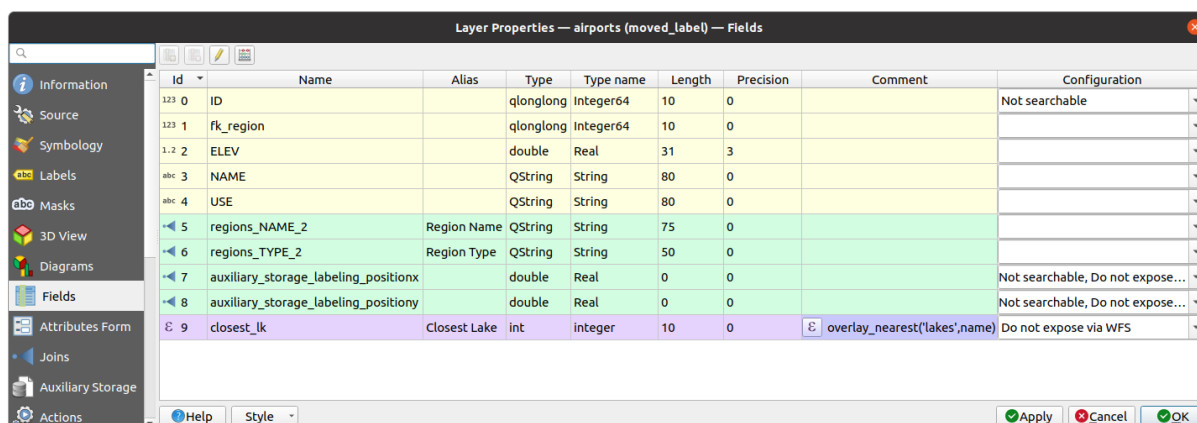 Layer Properties — airports (moved_label) — Fields
Information
Source
Symbology
abc Labels
abc Masks
3D View
Diagrams
Fields
Attributes Form
Joins
Auxiliary Storage
Actions
Id Name Alias Type Type name Length Precision Comment Configuration
123 0 ID qlonglong Integer64 10 0 Not searchable
123 1 fk_region qlonglong Integer64 10 0
1.2 2 ELEV double Real 31 3
abc 3 NAME QString String 80 0
abc 4 USE QString String 80 0
5 regions_NAME_2 Region Name QString String 75 0
6 regions_TYPE_2 Region Type QString String 50 0
7 auxiliary_storage_labeling_positionx double Real 0 0 Not searchable, Do not expose...
8 auxiliary_storage_labeling_positiony double Real 0 0 Not searchable, Do not expose...
ε 9 closest_lk Closest Lake int integer 10 0 ε overlay_nearest('lakes',name) Do not expose via WFS
Help Style Apply Cancel OK